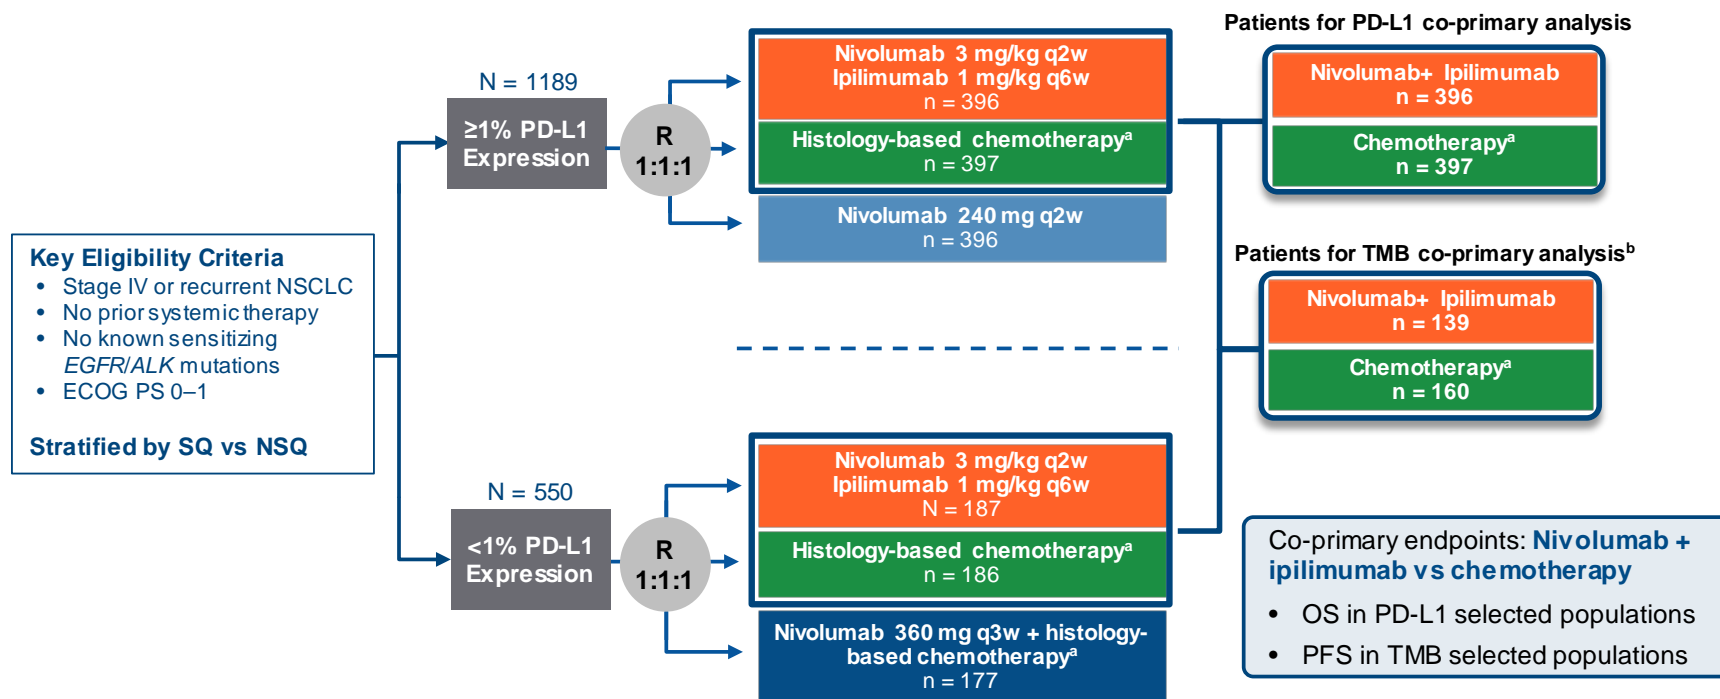 Key Eligibility Criteria
• Stage IV or recurrent NSCLC
• No prior systemic therapy
• No known sensitizing
EGFR/ALK mutations
• ECOG PS 0–1
Stratified by SQ vs NSQ
N = 1189
≥1% PD-L1
Expression
R
1:1:1
Nivolumab 3 mg/kg q2w
Ipilimumab 1 mg/kg q6w
n = 396
Histology-based chemotherapyᵃ
n = 397
Nivolumab 240 mg q2w
n = 396
N = 550
<1% PD-L1
Expression
R
1:1:1
Nivolumab 3 mg/kg q2w
Ipilimumab 1 mg/kg q6w
N = 187
Histology-based chemotherapyᵃ
n = 186
Nivolumab 360 mg q3w + histology-
based chemotherapyᵃ
n = 177
Patients for PD-L1 co-primary analysis
Nivolumab+ Ipilimumab
n = 396
Chemotherapyᵃ
n = 397
Patients for TMB co-primary analysisᵇ
Nivolumab+ Ipilimumab
n = 139
Chemotherapyᵃ
n = 160
Co-primary endpoints: Nivolumab +
ipilimumab vs chemotherapy
• OS in PD-L1 selected populations
• PFS in TMB selected populations